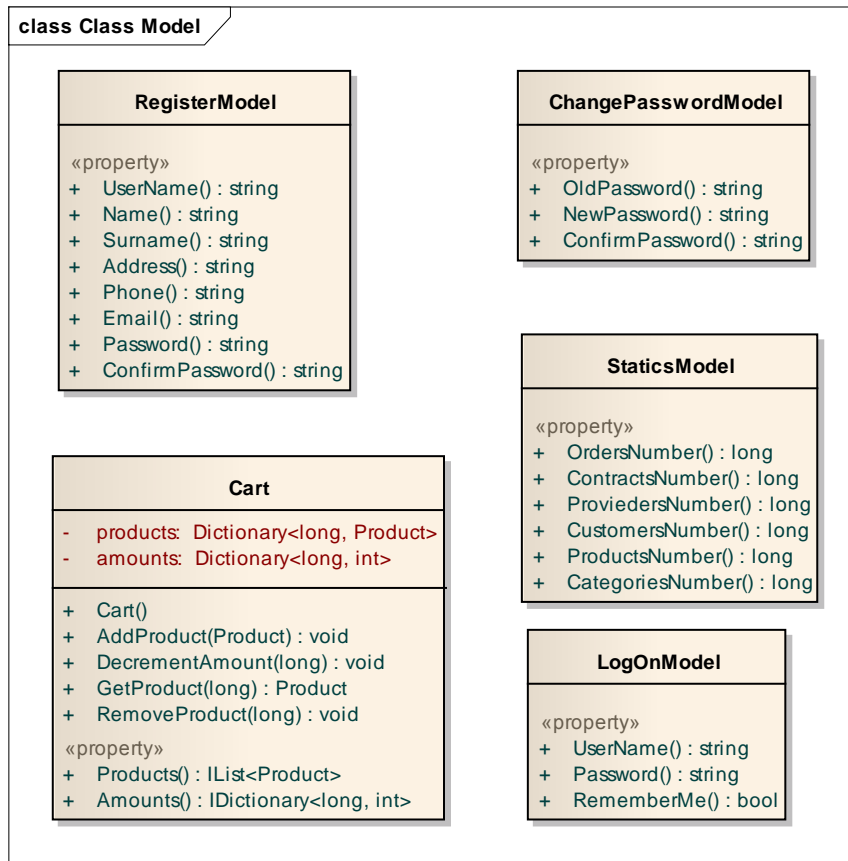 class Class Model
RegisterModel
«property»
+ UserName() : string
+ Name() : string
+ Surname() : string
+ Address() : string
+ Phone() : string
+ Email() : string
+ Password() : string
+ ConfirmPassword() : string
ChangePasswordModel
«property»
+ OldPassword() : string
+ NewPassword() : string
+ ConfirmPassword() : string
StaticsModel
«property»
+ OrdersNumber() : long
+ ContractsNumber() : long
+ ProviedersNumber() : long
+ CustomersNumber() : long
+ ProductsNumber() : long
+ CategoriesNumber() : long
Cart
- products: Dictionary<long, Product>
- amounts: Dictionary<long, int>
+ Cart()
+ AddProduct(Product) : void
+ DecrementAmount(long) : void
+ GetProduct(long) : Product
+ RemoveProduct(long) : void
«property»
+ Products() : IList<Product>
+ Amounts() : IDictionary<long, int>
LogOnModel
«property»
+ UserName() : string
+ Password() : string
+ RememberMe() : bool